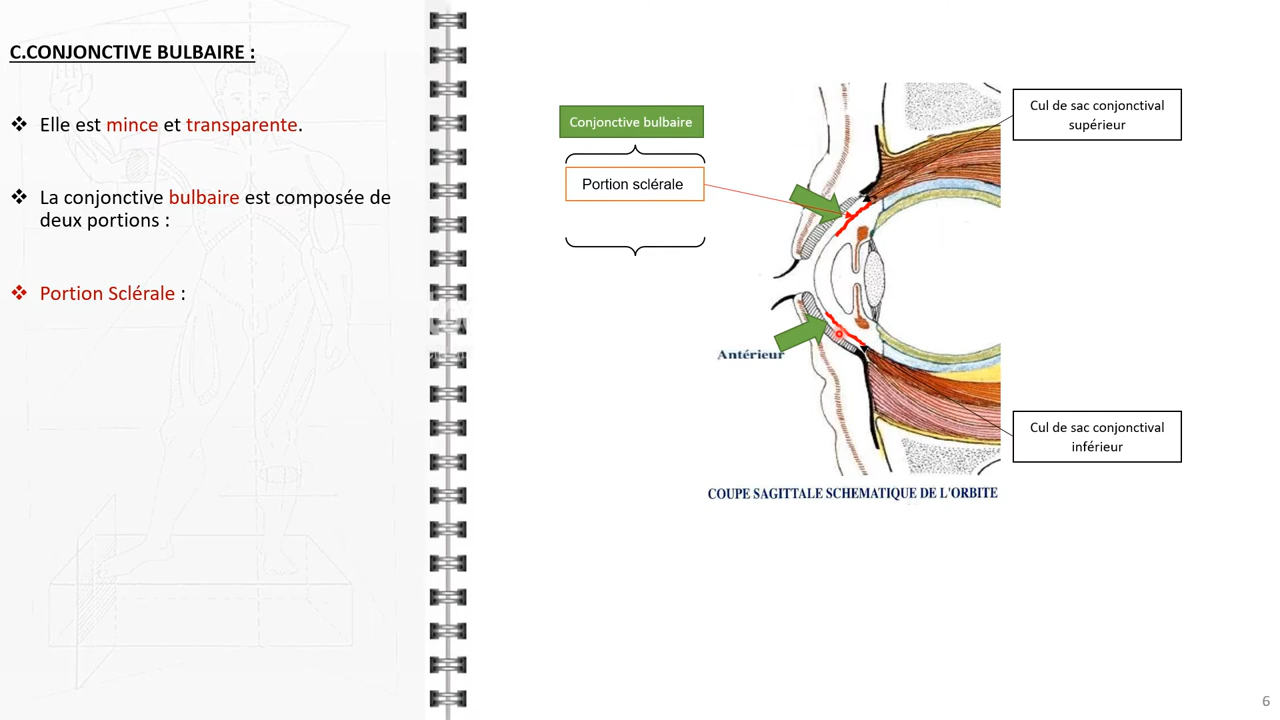 C.CONJONCTIVE BULBAIRE :
❖ Elle est mince et transparente.
❖ La conjonctive bulbaire est composée de
deux portions :
❖ Portion Sclérale :
Conjonctive bulbaire
Portion sclérale
Cul de sac conjonctival
supérieur
Antérieur
Cul de sac conjonctival
inférieur
COUPE SAGITTALE SCHEMATIQUE DE L'ORBITE
6